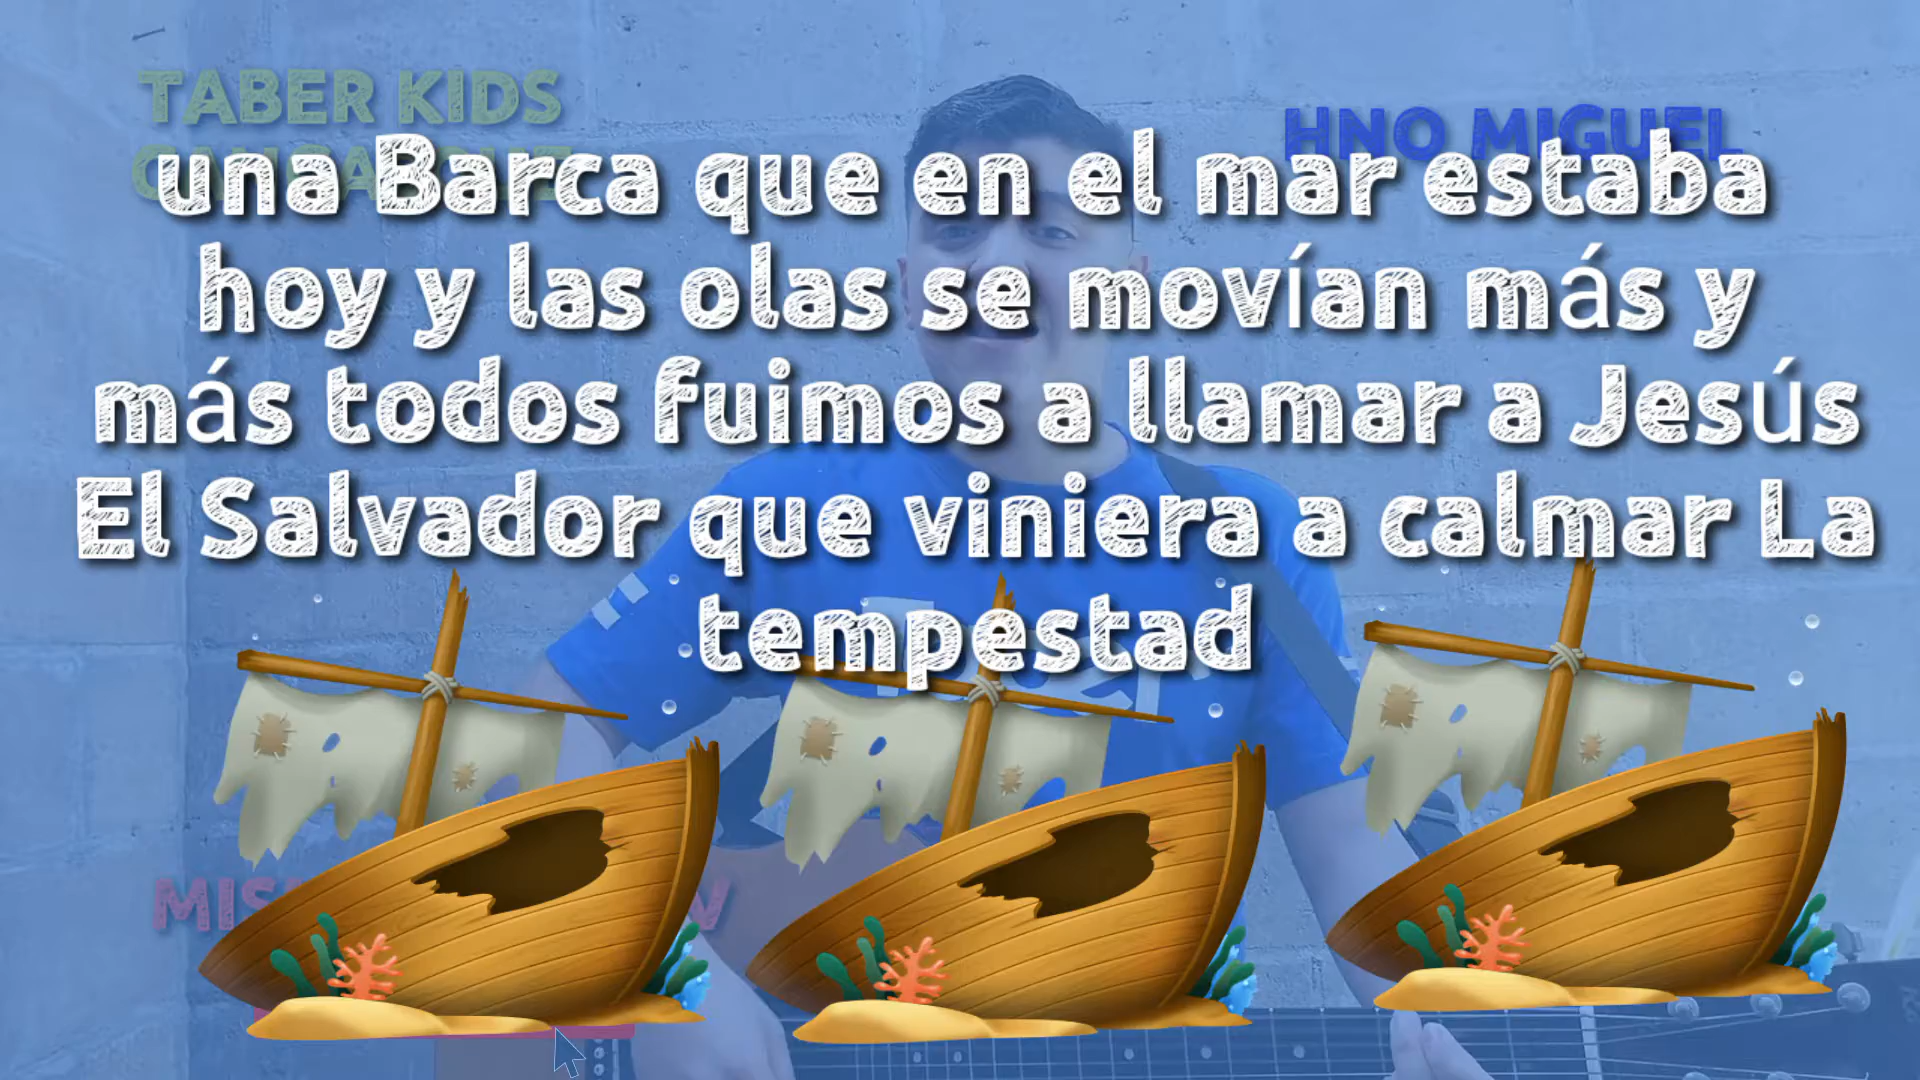 TABER KIDS
HNO MIGUEL
una Barca que en el mar estaba
hoy y las olas se movían más y
más todos fuimos a llamar a Jesús
El Salvador que viniera a calmar La
tempestad